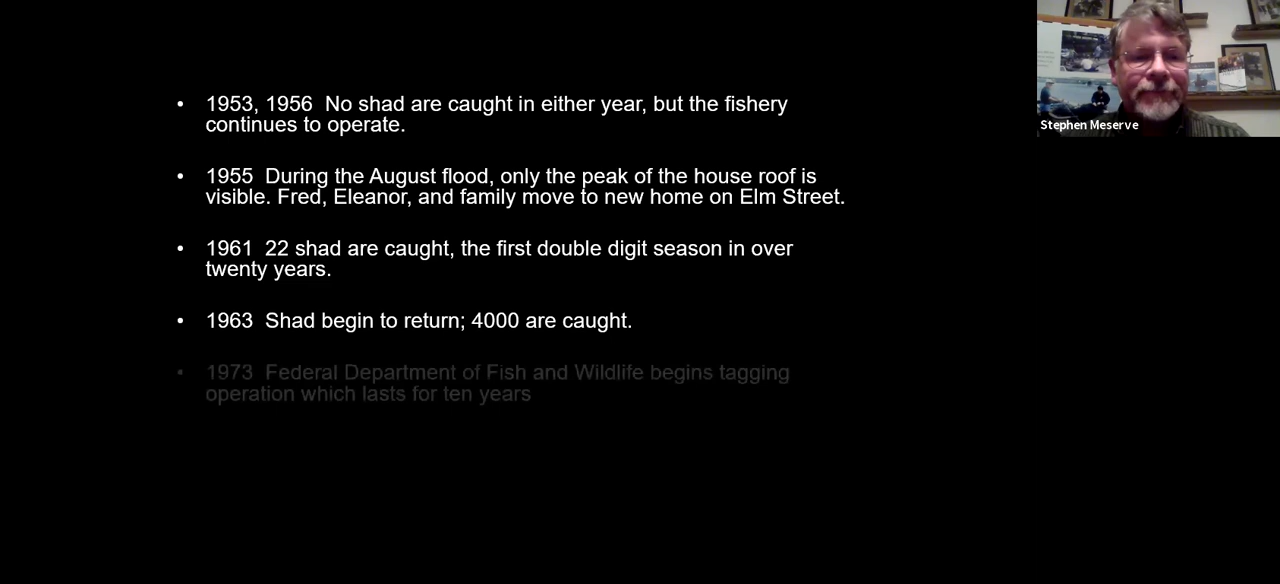 • 1953, 1956  No shad are caught in either year, but the fishery
continues to operate.
• 1955  During the August flood, only the peak of the house roof is
visible. Fred, Eleanor, and family move to new home on Elm Street.
• 1961  22 shad are caught, the first double digit season in over
twenty years.
• 1963  Shad begin to return; 4000 are caught.
• 1973  Federal Department of Fish and Wildlife begins tagging
operation which lasts for ten years
Stephen Meserve